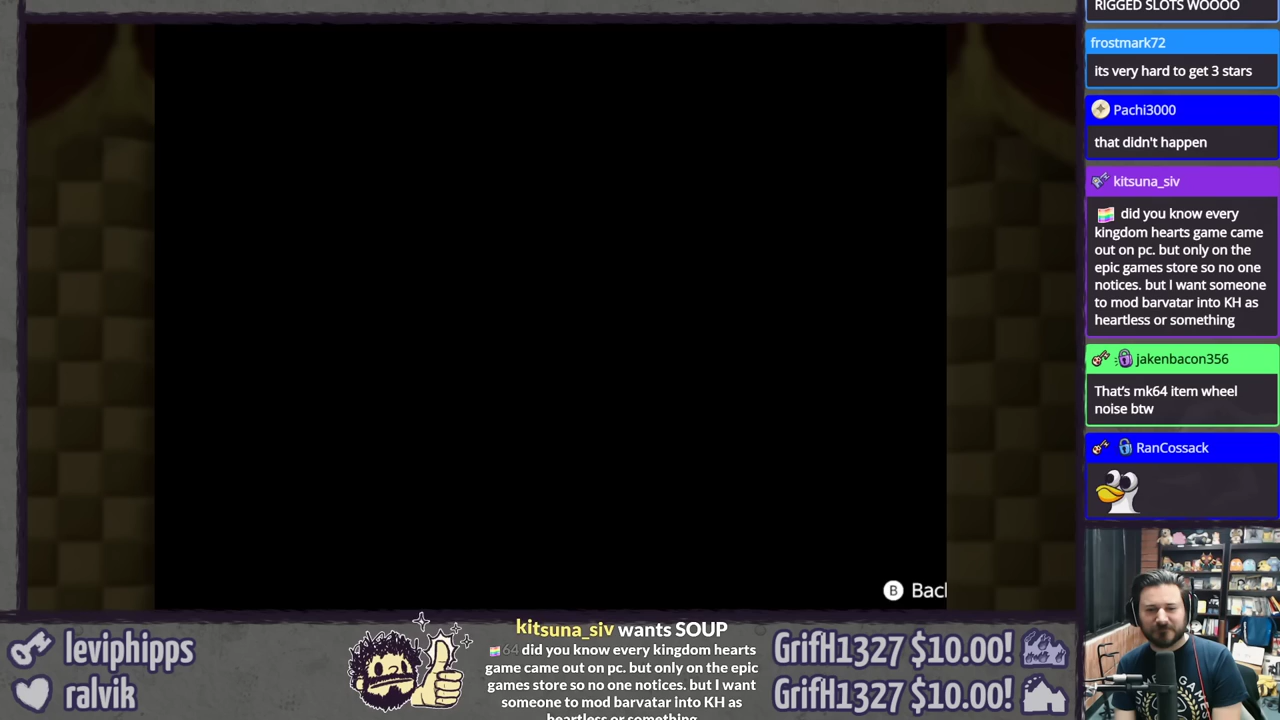 RIGGED SLOTS WOOOO
frostmark72
its very hard to get 3 stars
Pachi3000
that didn't happen
kitsuna_siv
did you know every
kingdom hearts game came
out on pc. but only on the
epic games store so no one
notices. but I want someone
to mod barvatar into KH as
heartless or something
jakenbacon356
That's mk64 item wheel
noise btw
RanCossack
B Bac
leviphipps
ralvik
kitsuna_siv wants SOUP
64 did you know every kingdom hearts
game came out on pc. but only on the epic
games store so no one notices. but I want
someone to mod barvatar into KH as
heartless or something
GrifH1327 $10.00!
GrifH1327 $10.00!